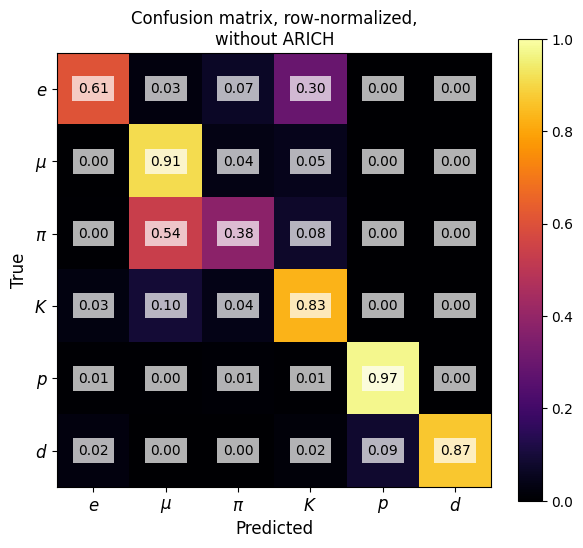 Confusion matrix, row-normalized,
without ARICH
1.0
0.8
0.6
0.4
0.2
0.0
True
e 0.61 0.03 0.07 0.30 0.00 0.00
μ 0.00 0.91 0.04 0.05 0.00 0.00
π 0.00 0.54 0.38 0.08 0.00 0.00
K 0.03 0.10 0.04 0.83 0.00 0.00
p 0.01 0.00 0.01 0.01 0.97 0.00
d 0.02 0.00 0.00 0.02 0.09 0.87
e μ π K p d
Predicted